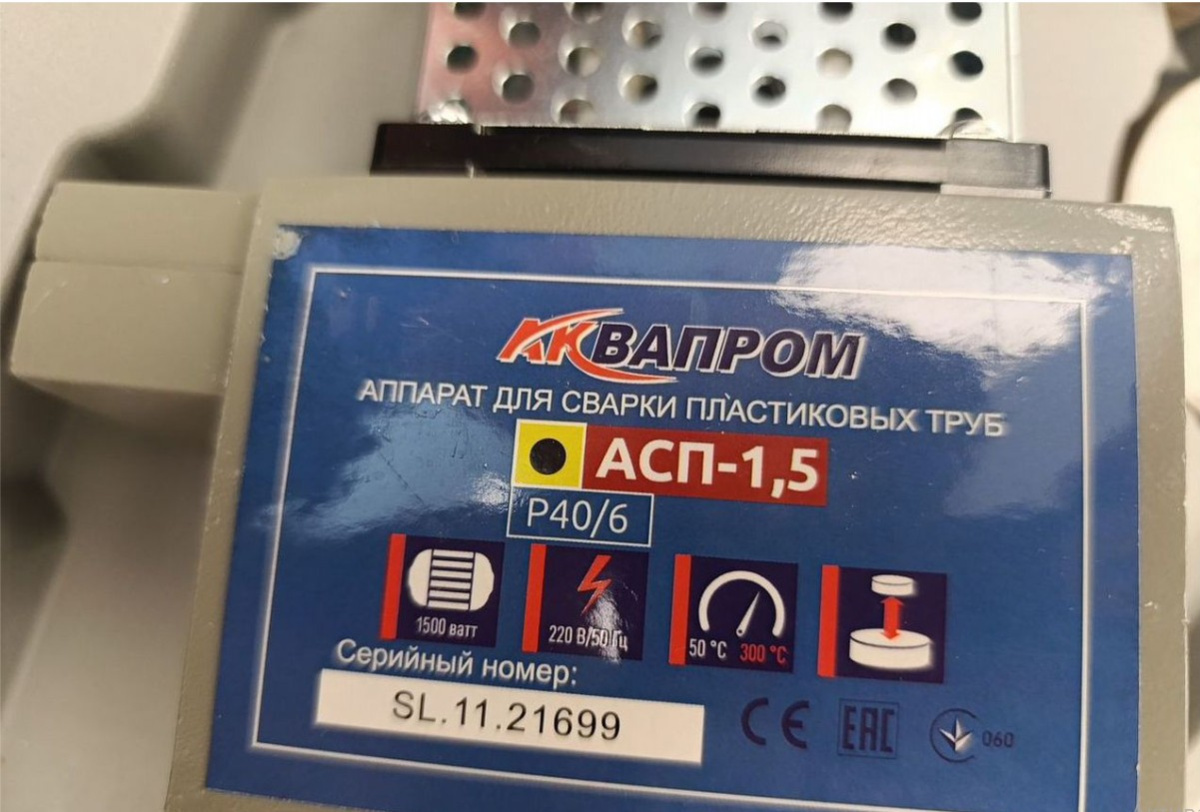 АКВАПРОМ
АППАРАТ ДЛЯ СВАРКИ ПЛАСТИКОВЫХ ТРУБ
АСП-1,5
Р40/6
1500 ватт
220 В/50 Гц
50 °C 300 °C
Серийный номер:
SL.11.21699
CE EAC 060